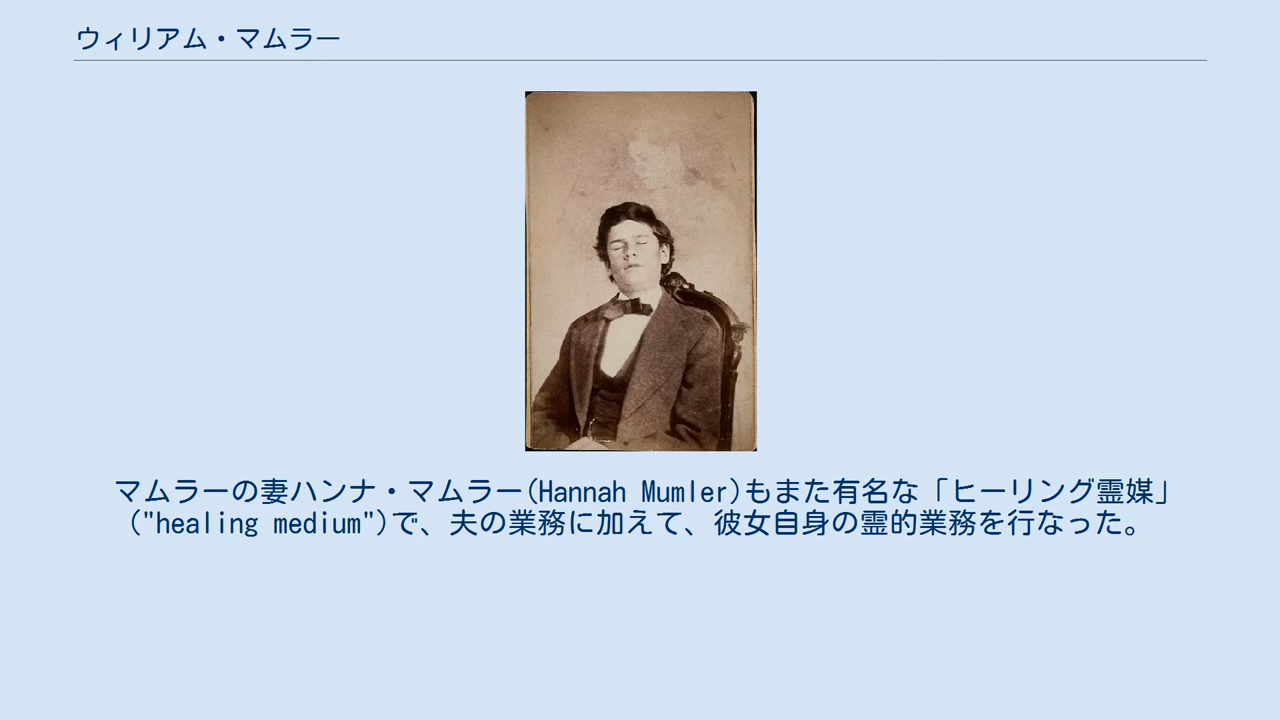 ウィリアム・マムラー
マムラーの妻ハンナ・マムラー(Hannah Mumler)もまた有名な「ヒーリング霊媒」
("healing medium")で、夫の業務に加えて、彼女自身の霊的業務を行なった。